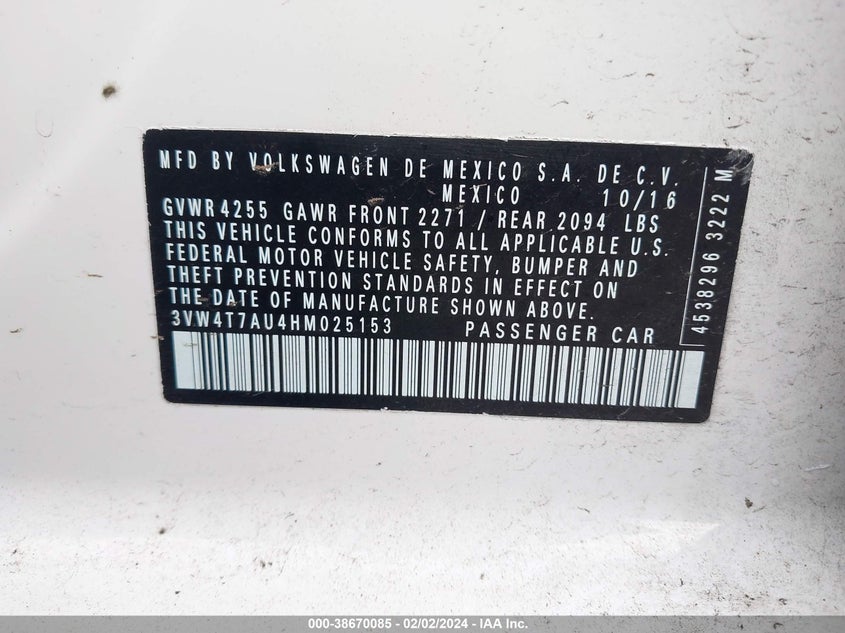 MFD BY VOLKSWAGEN DE MEXICO S.A. DE C.V.
MEXICO 10/16
GVWR 4255 GAWR FRONT 2271 / REAR 2094 LBS
THIS VEHICLE CONFORMS TO ALL APPLICABLE U.S.
FEDERAL MOTOR VEHICLE SAFETY, BUMPER AND
THEFT PREVENTION STANDARDS IN EFFECT ON
THE DATE OF MANUFACTURE SHOWN ABOVE.
3VW4T7AU4HM025153 PASSENGER CAR
4538296 3222 M
000-38670085 - 02/02/2024 - IAA Inc.